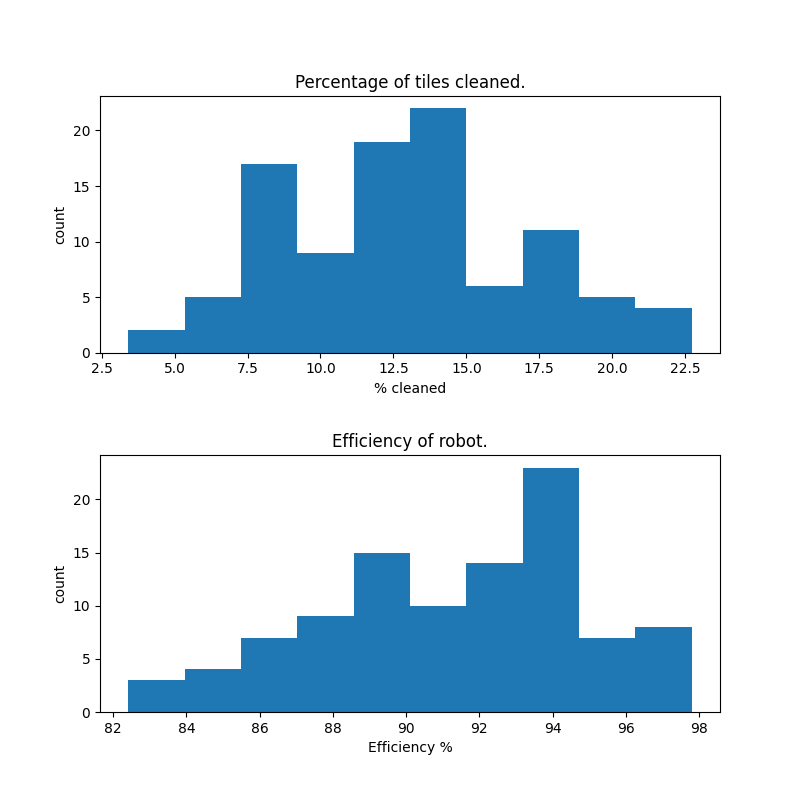 Percentage of tiles cleaned.
20
15
10
5
0
count
2.5 5.0 7.5 10.0 12.5 15.0 17.5 20.0 22.5
% cleaned
Efficiency of robot.
20
15
10
5
0
count
82 84 86 88 90 92 94 96 98
Efficiency %